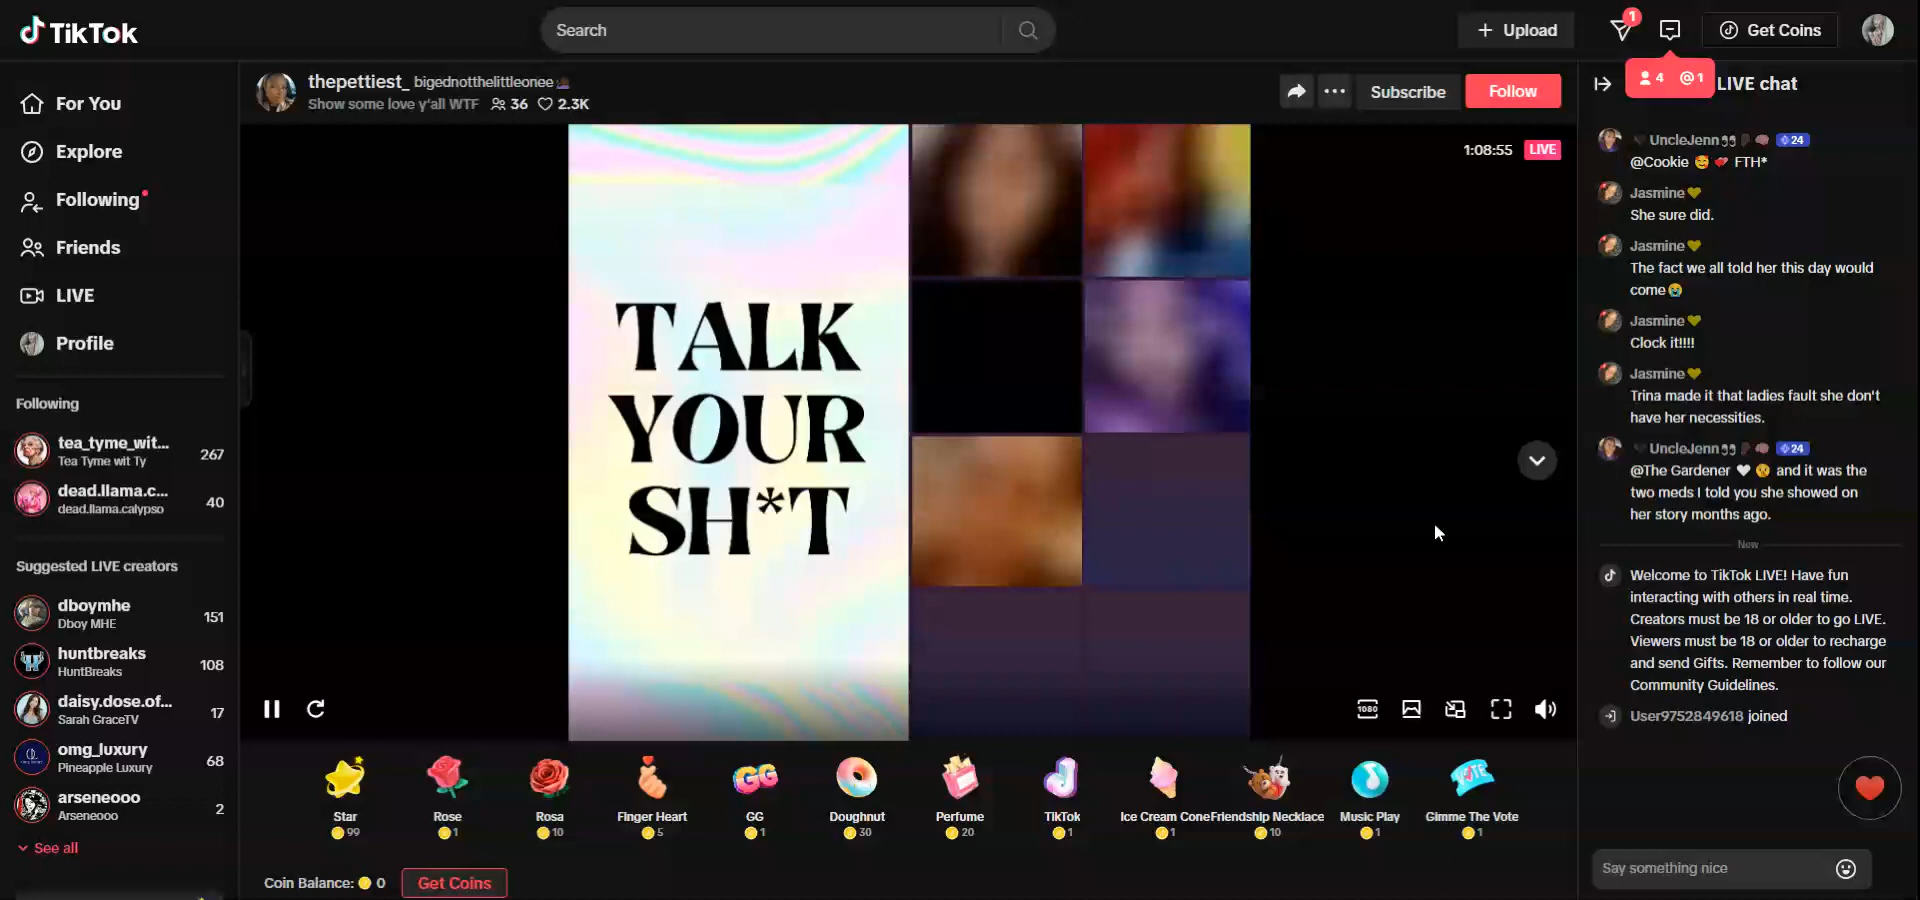 TikTok
Search
Upload
1
Get Coins
4 @1
LIVE chat
For You
Explore
Following
Friends
LIVE
Profile
Following
tea_tyme_wit...
Tea Tyme wit Ty
267
dead.llama.c...
dead.llama.calypso
40
Suggested LIVE creators
dboymhe
Dboy MHE
151
huntbreaks
HuntBreaks
108
daisy.dose.of...
Sarah GraceTV
17
omg_luxury
Pineapple Luxury
68
arseneooo
Arseneooo
2
See all
thepettiest_ bigednotthelittleonee
Show some love y'all WTF 36 2.3K
Subscribe
Follow
1:08:55 LIVE
TALK
YOUR
SH*T
1080
Star
99
Rose
1
Rosa
10
Finger Heart
5
GG
1
Doughnut
30
Perfume
20
TikTok
1
Ice Cream Cone
1
Friendship Necklace
10
Music Play
1
Gimme The Vote
1
Coin Balance: 0
Get Coins
UncleJenn 24
@Cookie 🥰 💕 FTH*
Jasmine💛
She sure did.
Jasmine💛
The fact we all told her this day would
come😭
Jasmine💛
Clock it!!!!
Jasmine💛
Trina made it that ladies fault she don't
have her necessities.
UncleJenn 24
@The Gardener and it was the
two meds I told you she showed on
her story months ago.
New
Welcome to TikTok LIVE! Have fun
interacting with others in real time.
Creators must be 18 or older to go LIVE.
Viewers must be 18 or older to recharge
and send Gifts. Remember to follow our
Community Guidelines.
User9752849618 joined
Say something nice